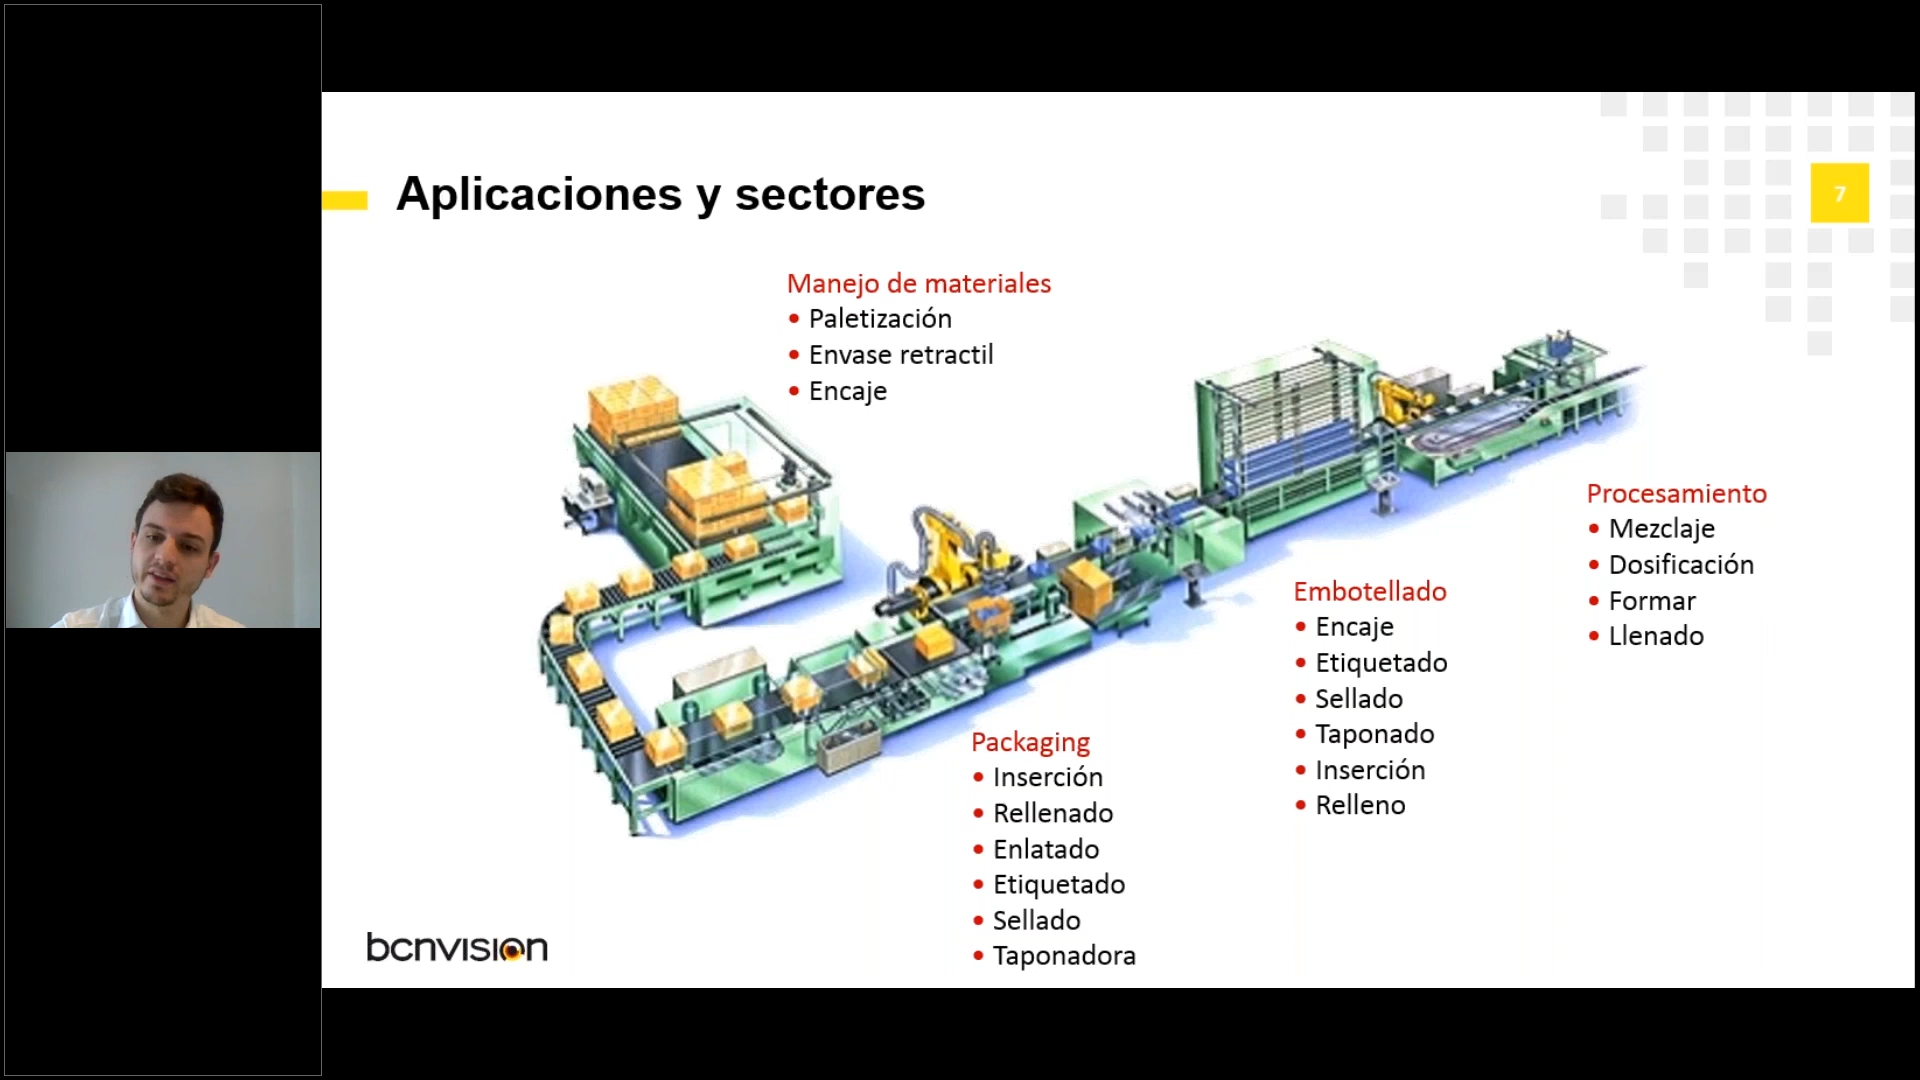 Aplicaciones y sectores
7
Manejo de materiales
• Paletización
• Envase retractil
• Encaje
Procesamiento
• Mezclaje
• Dosificación
• Formar
• Llenado
Embotellado
• Encaje
• Etiquetado
• Sellado
• Taponado
• Inserción
• Relleno
Packaging
• Inserción
• Rellenado
• Enlatado
• Etiquetado
• Sellado
• Taponadora
bcnvision